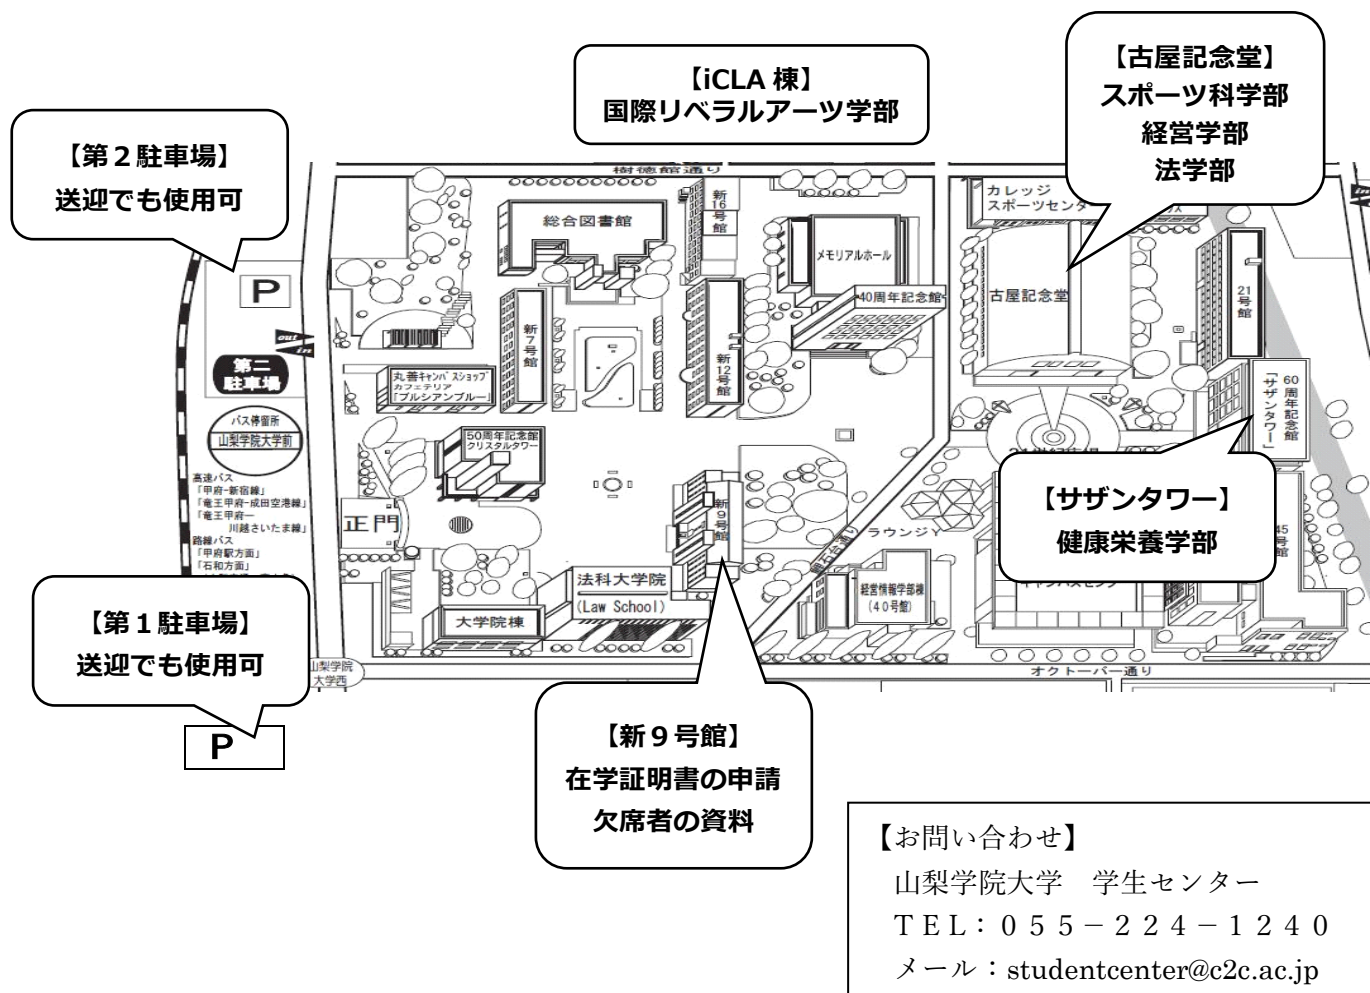 【iCLA 棟】
国際リベラルアーツ学部
【古屋記念堂】
スポーツ科学部
経営学部
法学部
【第２駐車場】
送迎でも使用可
樹徳館通り
総合図書館
新16号館
メモリアルホール
カレッジ
スポーツセンター
古屋記念堂
40周年記念館
21号館
P
out
in
第二
駐車場
新7号館
新12号館
丸善キャンパスショップ
カフェテリア
「プルシアンブルー」
60周年記念館
「サザンタワー」
バス停留所
山梨学院大学前
50周年記念館
クリスタルタワー
高速バス
「甲府-新宿線」
「竜王甲府-成田空港線」
「竜王甲府ー
川越さいたま線」
路線バス
「甲府駅方面」
「石和方面」
正門
新9号館
ラウンジY
【サザンタワー】
健康栄養学部
45号館
法科大学院
(Law School)
大学院棟
経営情報学部棟
(４０号館)
【第１駐車場】
送迎でも使用可
山梨学院
大学西
オクトーバー通り
P
【新９号館】
在学証明書の申請
欠席者の資料
【お問い合わせ】
山梨学院大学　学生センター
ＴＥＬ：０５５－２２４－１２４０
メール：studentcenter@c2c.ac.jp